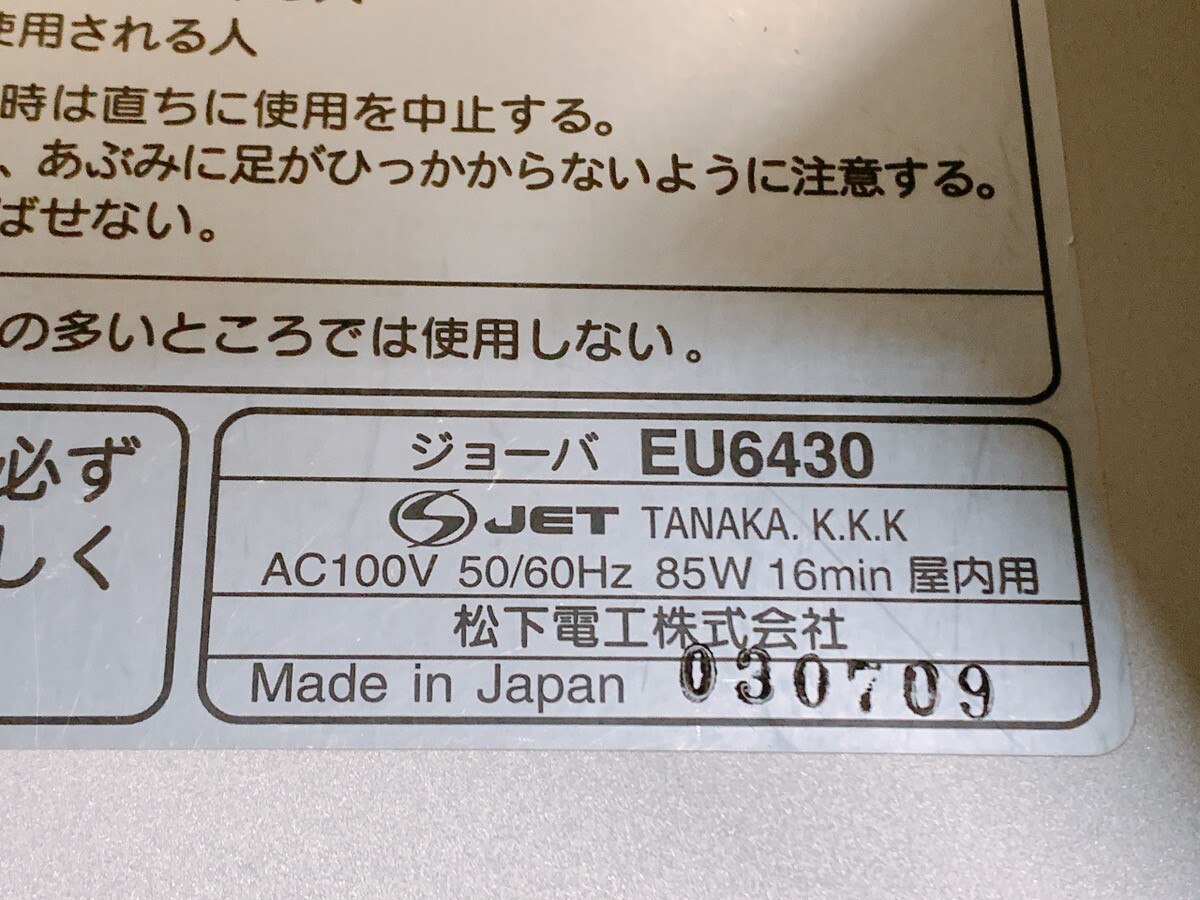 使用される人
時は直ちに使用を中止する。
、あぶみに足がひっかからないように注意する。
ばせない。
の多いところでは使用しない。
必ず
しく
ジョーバ EU6430
JET TANAKA. K.K.K
AC100V 50/60Hz 85W 16min 屋内用
松下電工株式会社
Made in Japan 030709